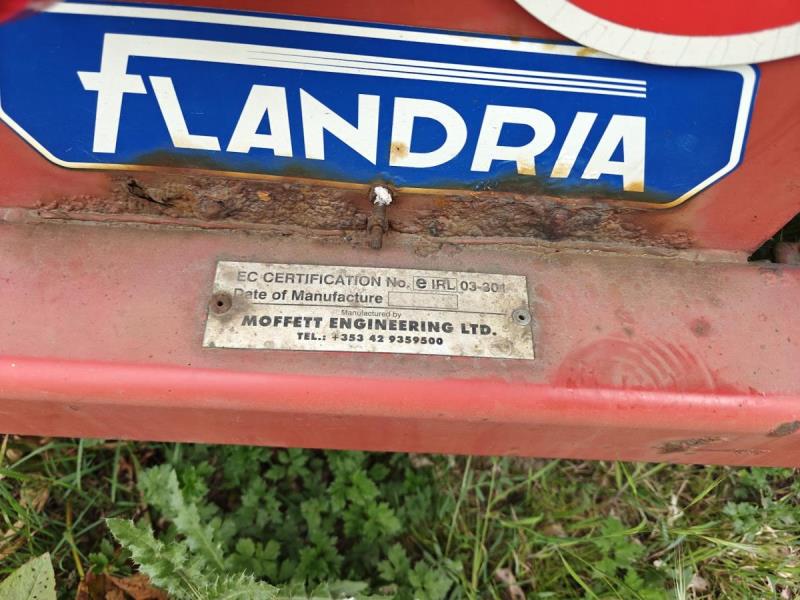 FLANDRIA
EC CERTIFICATION No. e IRL 03-301
Date of Manufacture
Manufactured by
MOFFETT ENGINEERING LTD.
TEL.: +353 42 9359500